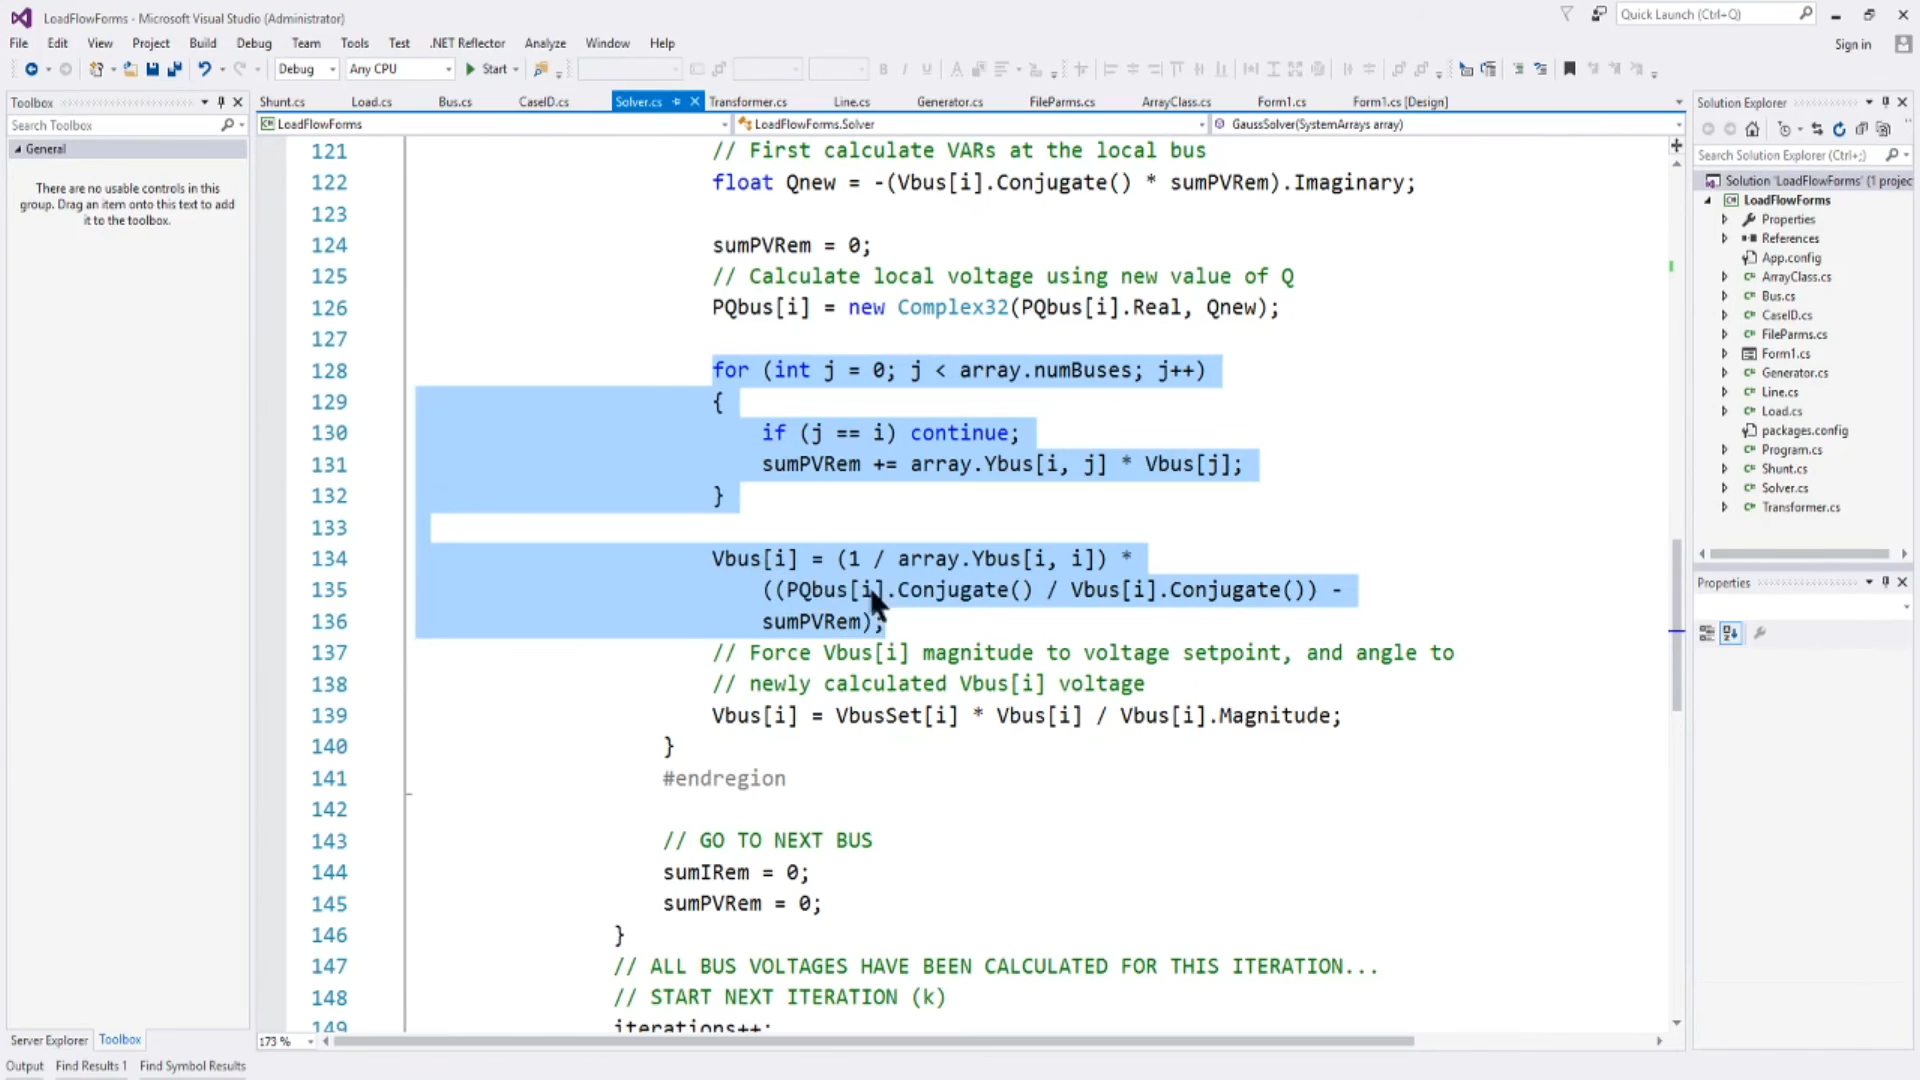 LoadFlowForms - Microsoft Visual Studio (Administrator)
Quick Launch (Ctrl+Q)
File Edit View Project Build Debug Team Tools Test .NET Reflector Analyze Window Help
Sign in
Debug Any CPU Start
Toolbox
Search Toolbox
General
There are no usable controls in this
group. Drag an item onto this text to add
it to the toolbox.
Server Explorer Toolbox
Shunt.cs Load.cs Bus.cs CaseID.cs Solver.cs Transformer.cs Line.cs Generator.cs FileParms.cs ArrayClass.cs Form1.cs Form1.cs [Design]
LoadFlowForms LoadFlowForms.Solver GaussSolver(SystemArrays array)
121 // First calculate VARs at the local bus
122 float Qnew = -(Vbus[i].Conjugate() * sumPVRem).Imaginary;
123
124 sumPVRem = 0;
125 // Calculate local voltage using new value of Q
126 PQbus[i] = new Complex32(PQbus[i].Real, Qnew);
127
128 for (int j = 0; j < array.numBuses; j++)
129 {
130 if (j == i) continue;
131 sumPVRem += array.Ybus[i, j] * Vbus[j];
132 }
133
134 Vbus[i] = (1 / array.Ybus[i, i]) *
135 ((PQbus[i].Conjugate() / Vbus[i].Conjugate()) -
136 sumPVRem);
137 // Force Vbus[i] magnitude to voltage setpoint, and angle to
138 // newly calculated Vbus[i] voltage
139 Vbus[i] = VbusSet[i] * Vbus[i] / Vbus[i].Magnitude;
140 }
141 #endregion
142
143 // GO TO NEXT BUS
144 sumIRem = 0;
145 sumPVRem = 0;
146 }
147 // ALL BUS VOLTAGES HAVE BEEN CALCULATED FOR THIS ITERATION...
148 // START NEXT ITERATION (k)
149 iterations++;
173 %
Solution Explorer
Search Solution Explorer (Ctrl+;)
Solution 'LoadFlowForms' (1 projec
LoadFlowForms
Properties
References
App.config
ArrayClass.cs
Bus.cs
CaseID.cs
FileParms.cs
Form1.cs
Generator.cs
Line.cs
Load.cs
packages.config
Program.cs
Shunt.cs
Solver.cs
Transformer.cs
Properties
Output Find Results 1 Find Symbol Results